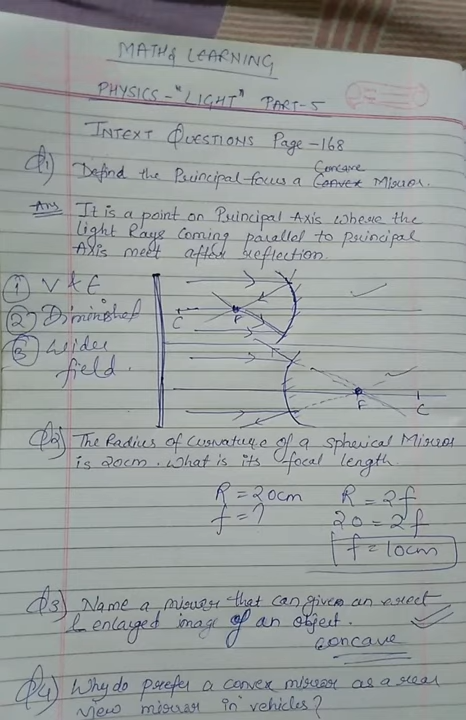 MATHS LEARNING
PHYSICS - "LIGHT" PART-5
INTEXT QUESTIONS Page-168
Q1) Defind the Principal focus a Concave Convex Mirror.
Ans It is a point on Principal Axis where the
light Rays coming parallel to principal
Axis meet after reflection.
① V & E
② Diminished
③ wider
field.
C F
F C
Q2) The Radius of Curvature of a spherical Mirror
is 20cm. What is its focal length.
R = 20cm R = 2f
f = ? 20 = 2f
f = 10cm
Q3) Name a mirror that can given an erect
& enlarged image of an object.
concave
Q4) Why do prefer a convex mirror as a rear
view mirror in vehicles?